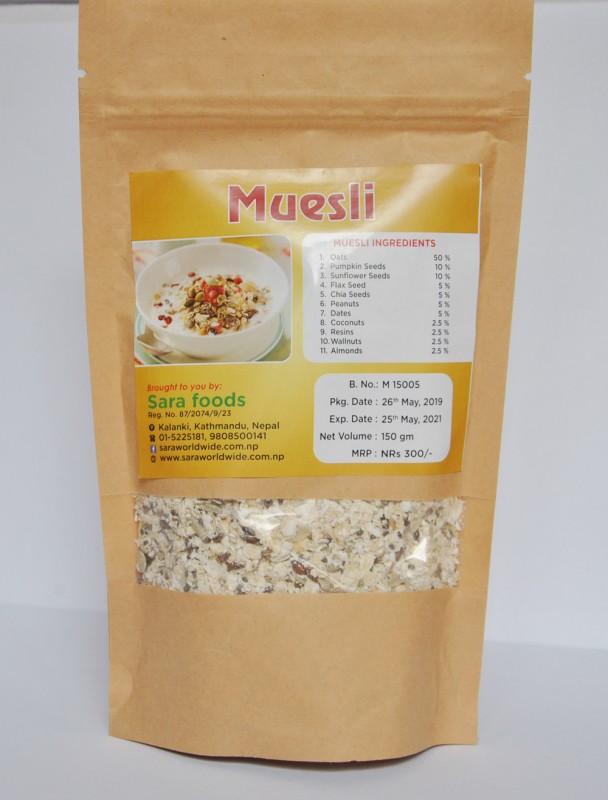 Muesli
MUESLI INGREDIENTS
1. Oats 50 %
2. Pumpkin Seeds 10 %
3. Sunflower Seeds 10 %
4. Flax Seed 5 %
5. Chia Seeds 5 %
6. Peanuts 5 %
7. Dates 5 %
8. Coconuts 2.5 %
9. Resins 2.5 %
10. Wallnuts 2.5 %
11. Almonds 2.5 %
Brought to you by:
Sara foods
Reg. No. 87/2074/9/23
Kalanki, Kathmandu, Nepal
01-5225181, 9808500141
saraworldwide.com.np
www.saraworldwide.com.np
B. No.: M 15005
Pkg. Date : 26th May, 2019
Exp. Date : 25th May, 2021
Net Volume : 150 gm
MRP : NRs 300/-